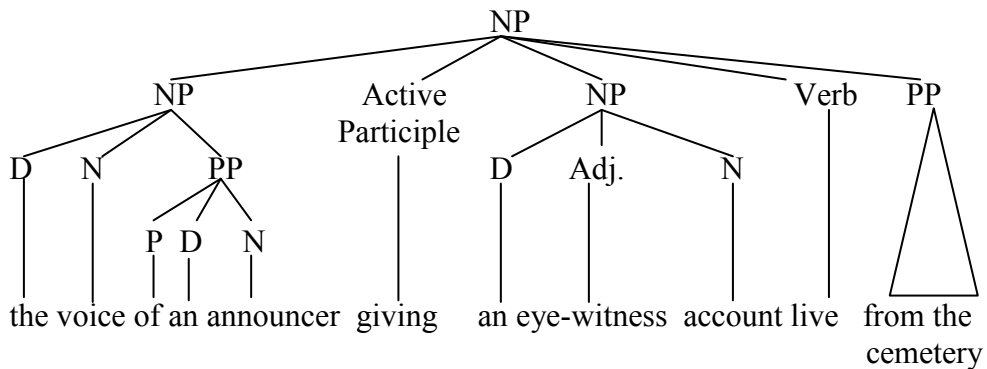 NP
NP Active Participle NP Verb PP
D N PP D Adj. N
P D N
the voice of an announcer giving an eye-witness account live from the cemetery